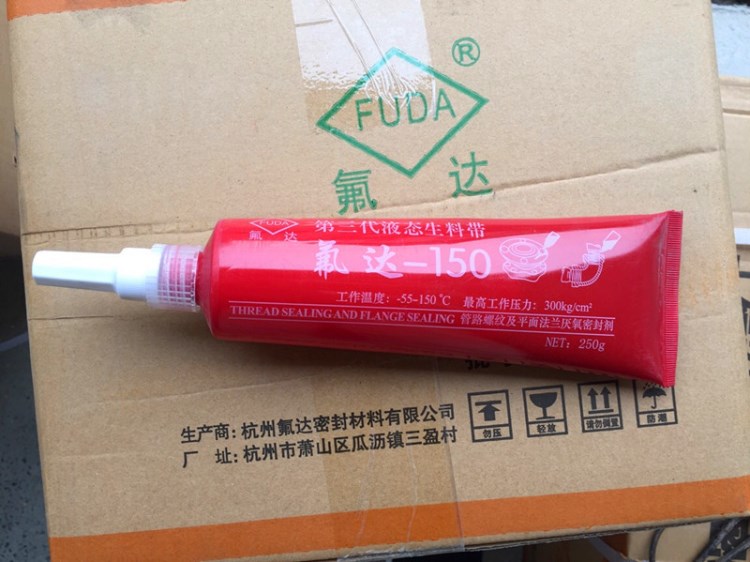 FUDA®
氟 达
FUDA
氟 达
第三代液态生料带
氟达-150
工作温度：-55~150℃ 最高工作压力：300kg/cm²
THREAD SEALING AND FLANGE SEALING 管路螺纹及平面法兰厌氧密封剂
NET：250g
生产商：杭州氟达密封材料有限公司
厂 址：杭州市萧山区瓜沥镇三盈村
勿压 轻放 请勿倒置 防潮